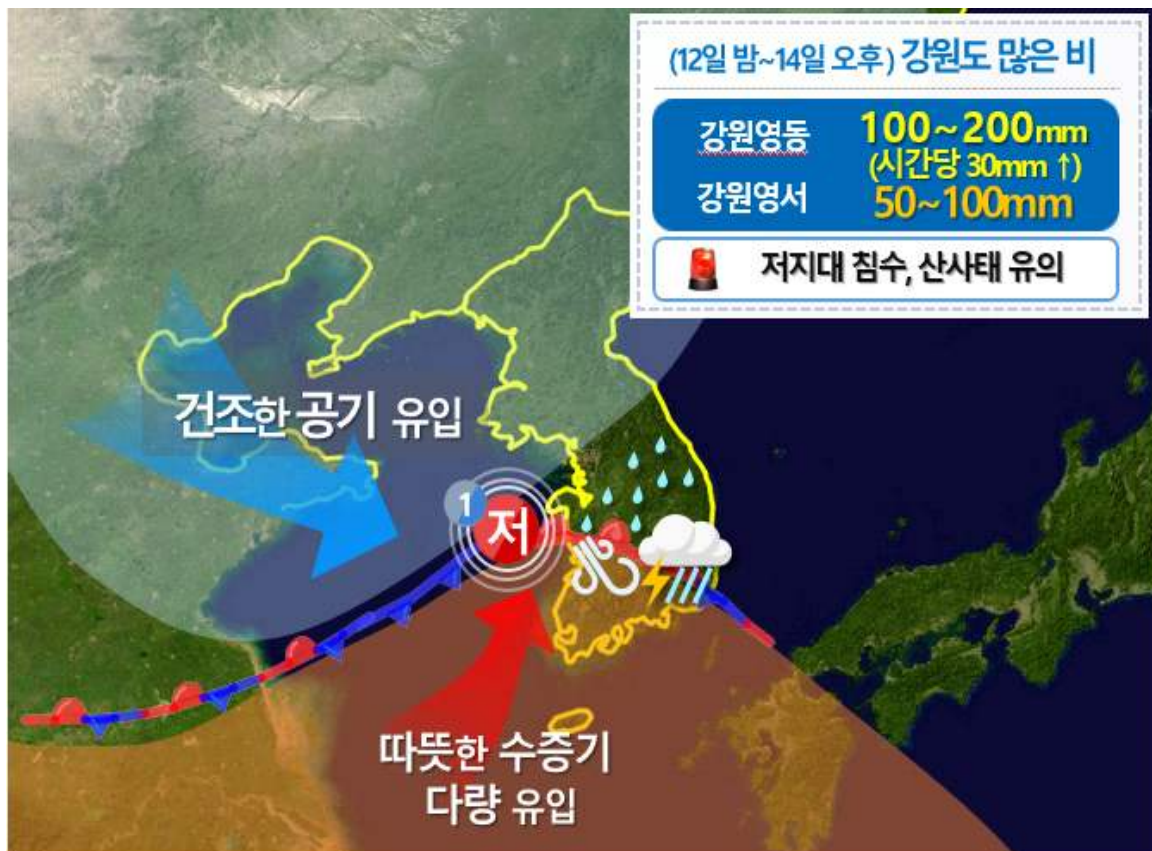 (12일 밤~14일 오후) 강원도 많은 비
강원영동 100~200mm
(시간당 30mm ↑)
강원영서 50~100mm
저지대 침수, 산사태 유의
건조한 공기 유입
1
저
따뜻한 수증기
다량 유입